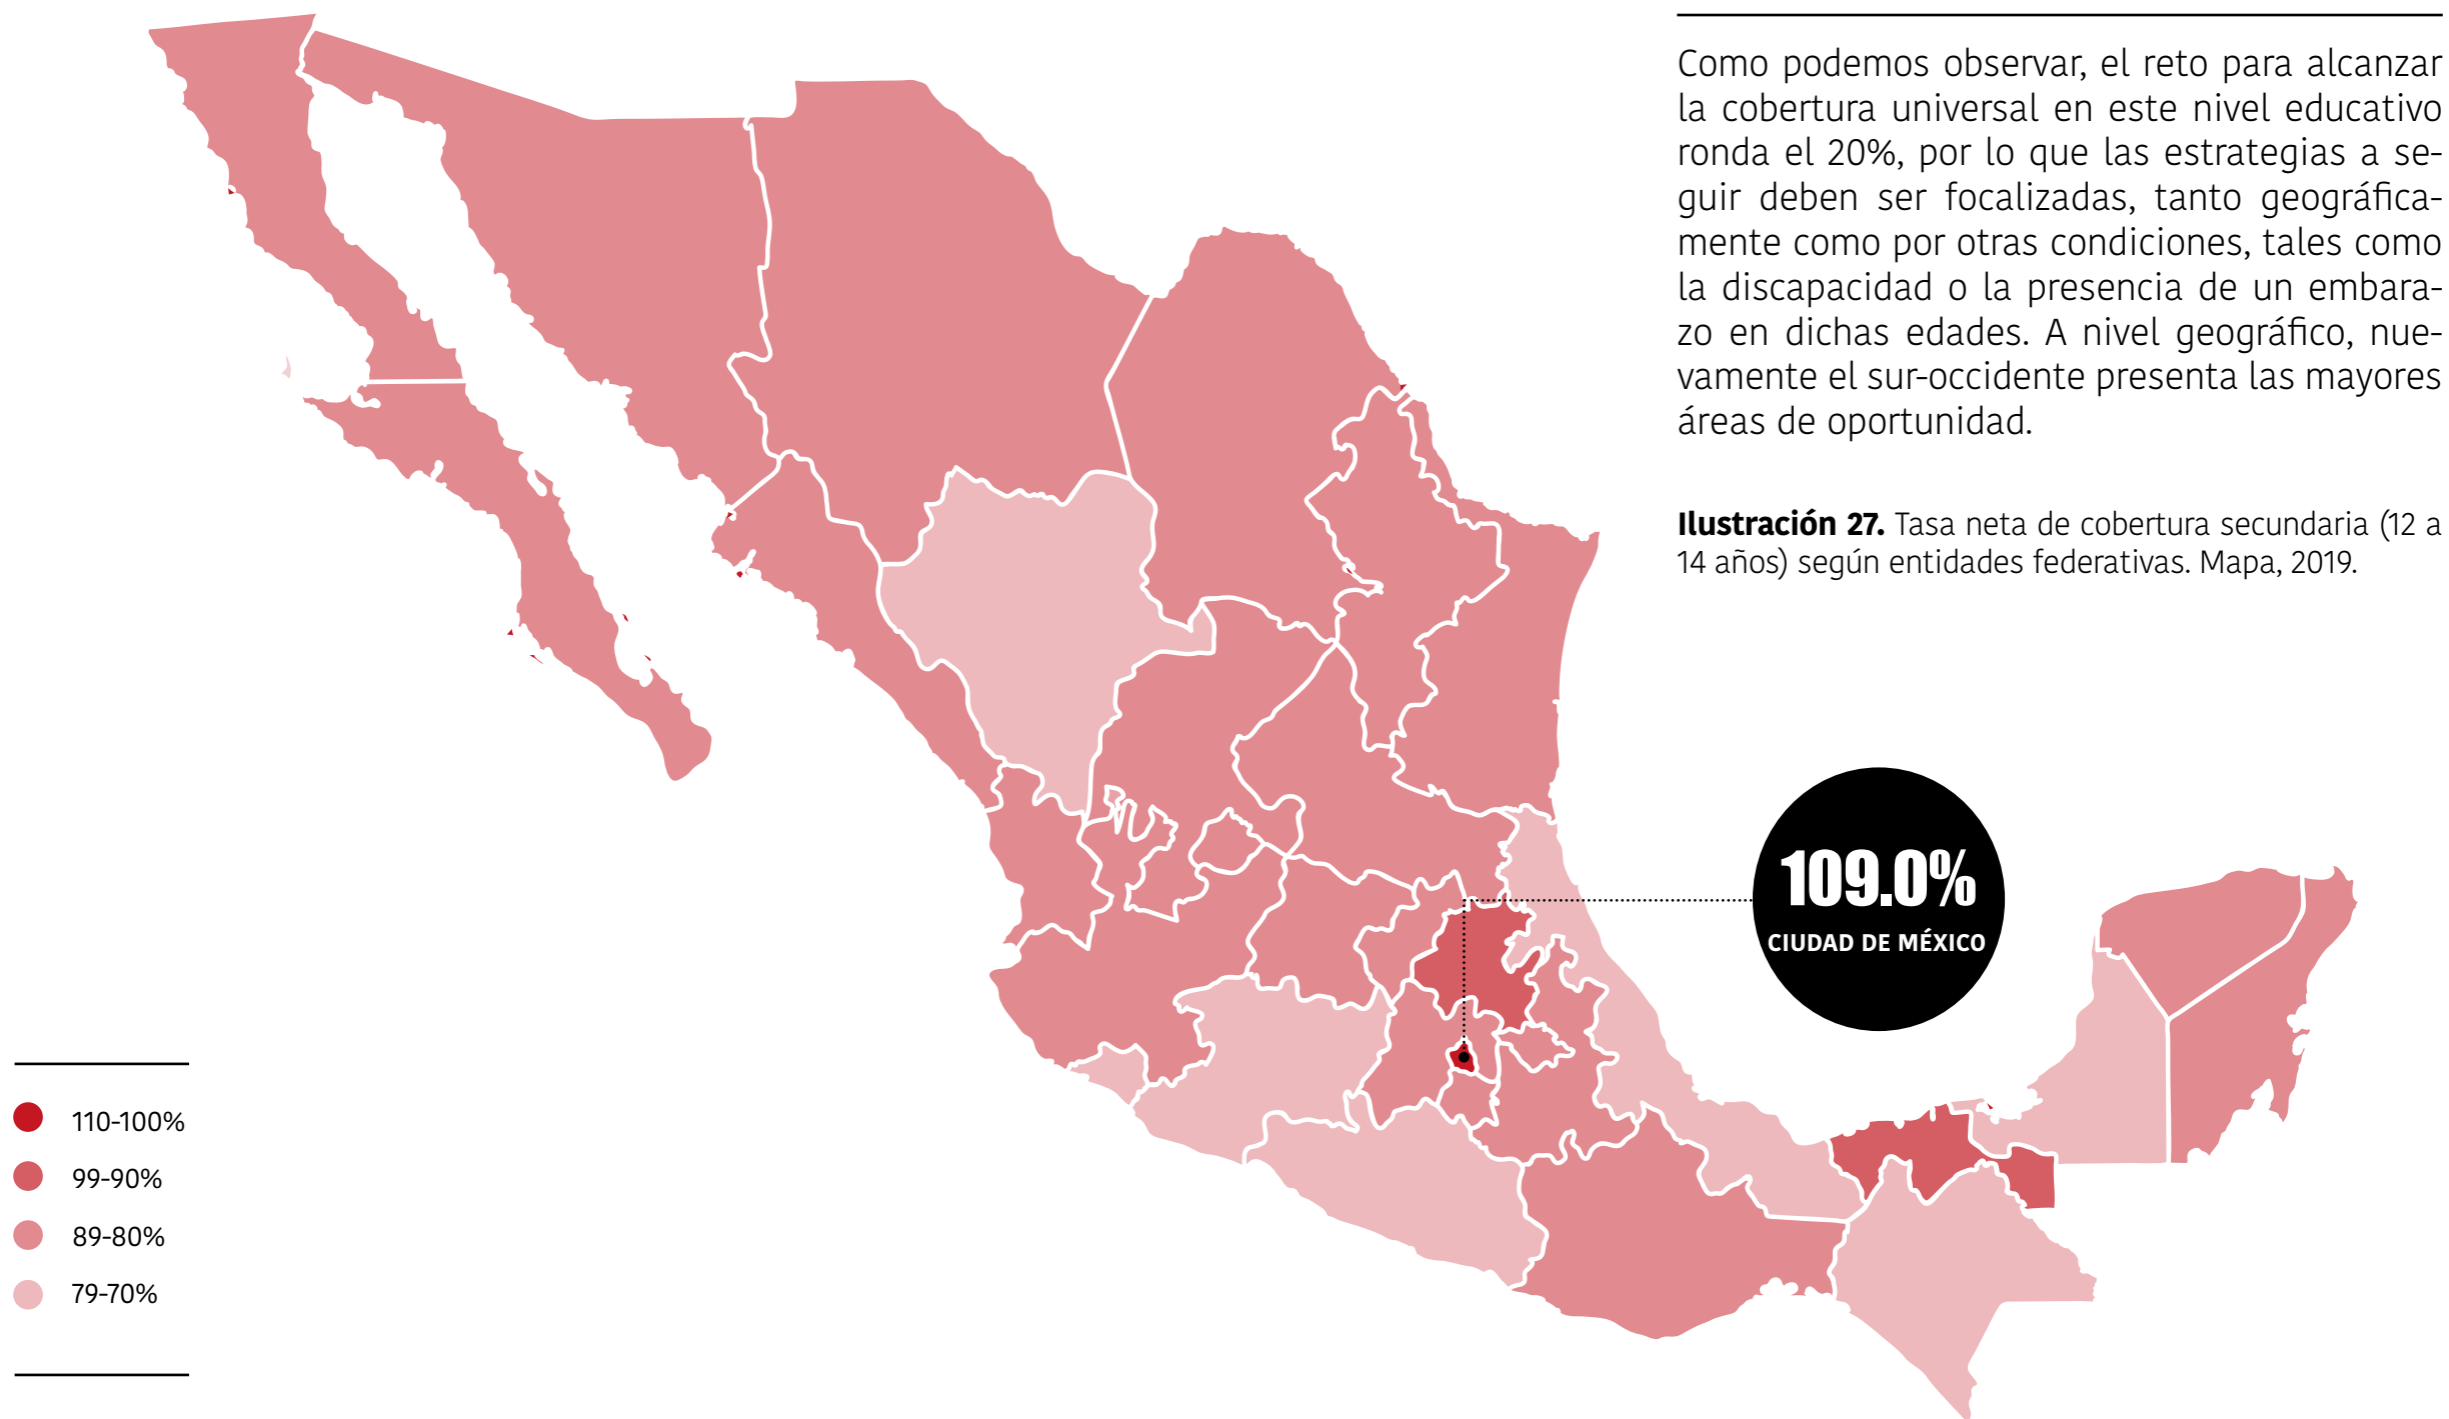 Como podemos observar, el reto para alcanzar
la cobertura universal en este nivel educativo
ronda el 20%, por lo que las estrategias a se-
guir deben ser focalizadas, tanto geográfica-
mente como por otras condiciones, tales como
la discapacidad o la presencia de un embara-
zo en dichas edades. A nivel geográfico, nue-
vamente el sur-occidente presenta las mayores
áreas de oportunidad.
Ilustración 27. Tasa neta de cobertura secundaria (12 a
14 años) según entidades federativas. Mapa, 2019.
109.0%
CIUDAD DE MÉXICO
110-100%
99-90%
89-80%
79-70%